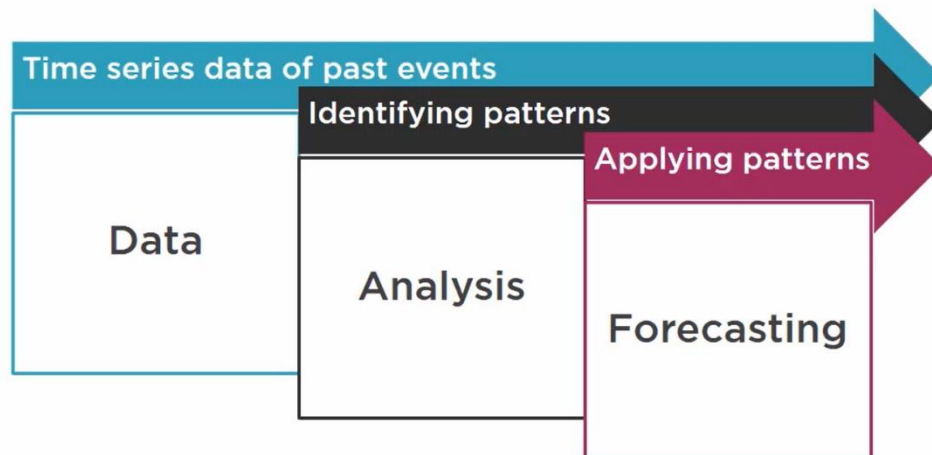 Time series data of past events
Identifying patterns
Applying patterns
Data
Analysis
Forecasting